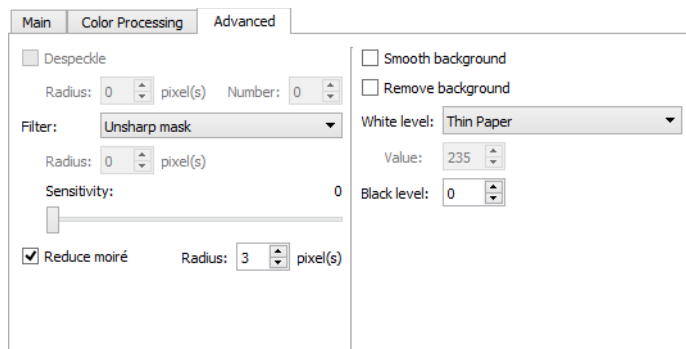 Main Color Processing Advanced
Despeckle
Radius: 0 pixel(s) Number: 0
Filter: Unsharp mask
Radius: 0 pixel(s)
Sensitivity: 0
Reduce moiré Radius: 3 pixel(s)
Smooth background
Remove background
White level: Thin Paper
Value: 235
Black level: 0